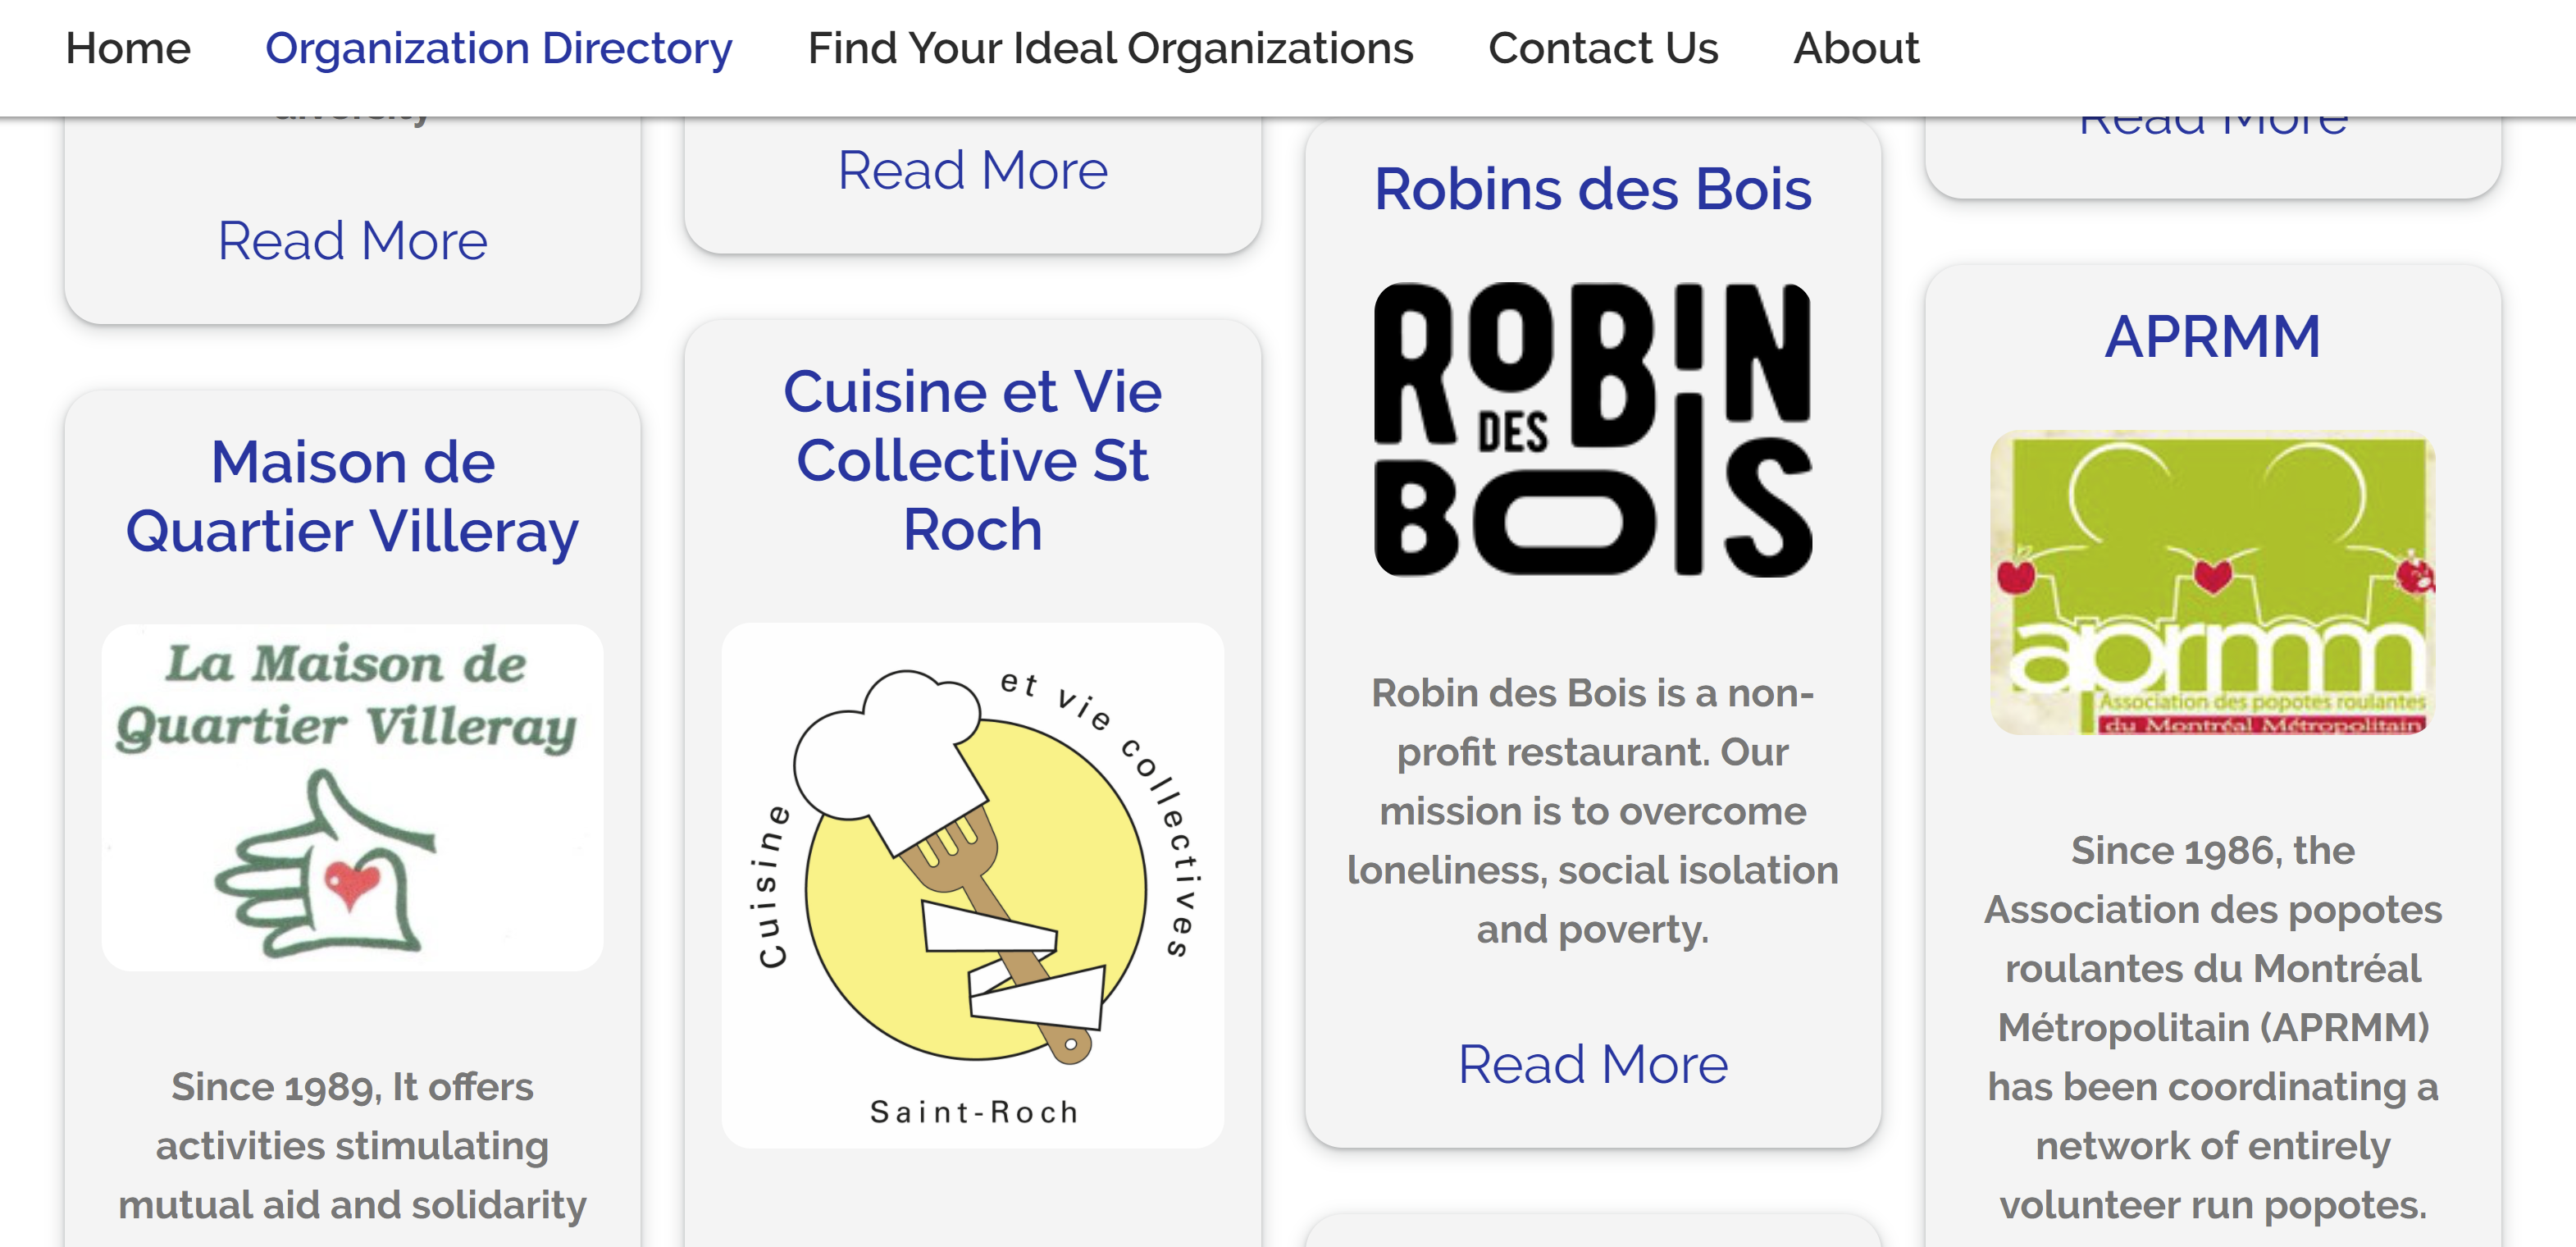 Home Organization Directory Find Your Ideal Organizations Contact Us About
Read More
Maison de
Quartier Villeray
La Maison de
Quartier Villeray
Since 1989, It offers
activities stimulating
mutual aid and solidarity
Read More
Cuisine et Vie
Collective St
Roch
Cuisine et vie collectives
Saint-Roch
Robins des Bois
ROBIN
DES
BOIS
Robin des Bois is a non-
profit restaurant. Our
mission is to overcome
loneliness, social isolation
and poverty.
Read More
Read More
APRMM
aprmm
Association des popotes roulantes
du Montréal Métropolitain
Since 1986, the
Association des popotes
roulantes du Montréal
Métropolitain (APRMM)
has been coordinating a
network of entirely
volunteer run popotes.